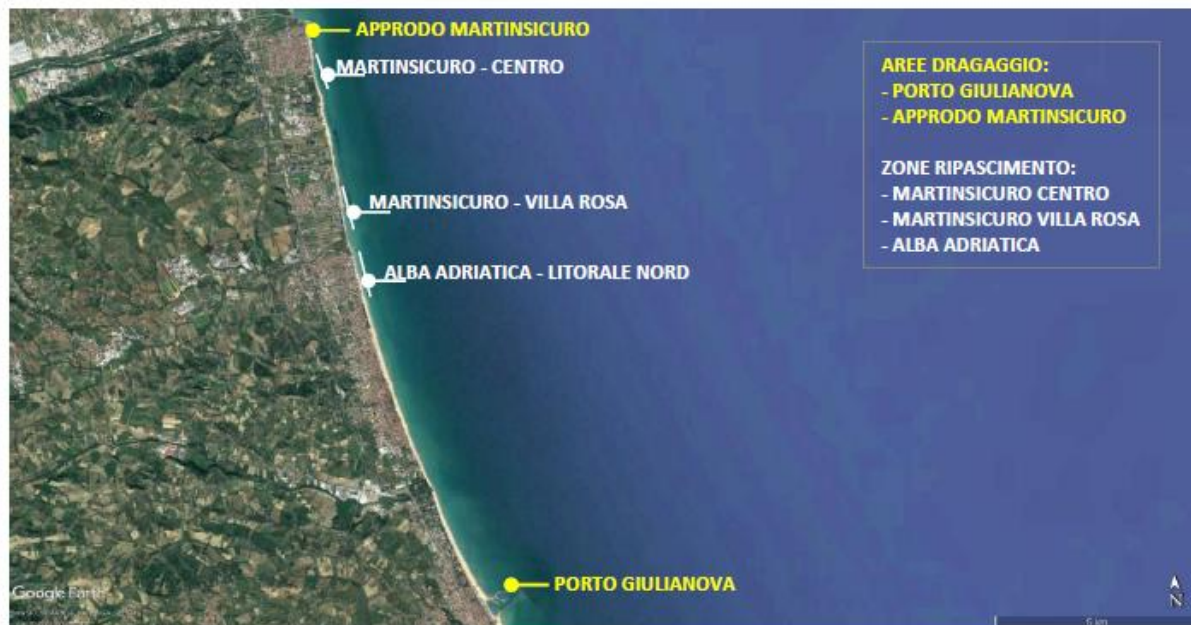 APPRODO MARTINSICURO
MARTINSICURO - CENTRO
MARTINSICURO - VILLA ROSA
ALBA ADRIATICA - LITORALE NORD
PORTO GIULIANOVA
AREE DRAGAGGIO:
- PORTO GIULIANOVA
- APPRODO MARTINSICURO
ZONE RIPASCIMENTO:
- MARTINSICURO CENTRO
- MARTINSICURO VILLA ROSA
- ALBA ADRIATICA
Google Earth
N